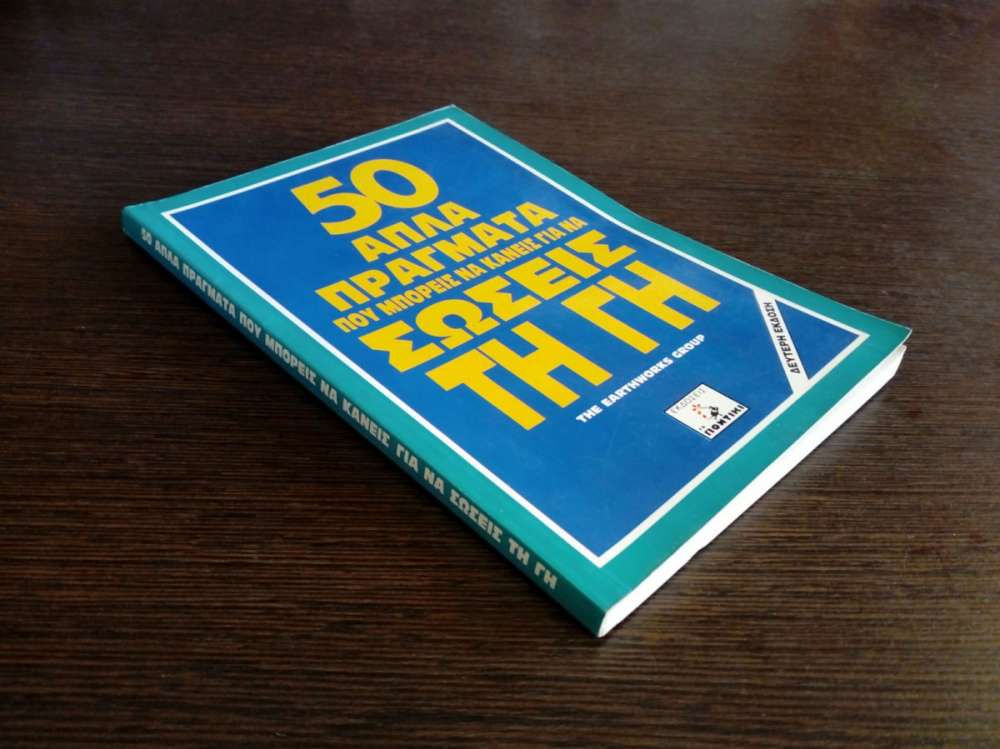 50
ΑΠΛΑ
ΠΡΑΓΜΑΤΑ
ΠΟΥ ΜΠΟΡΕΙΣ ΝΑ ΚΑΝΕΙΣ ΓΙΑ ΝΑ
ΣΩΣΕΙΣ
ΤΗ ΓΗ
THE EARTHWORKS GROUP
ΕΚΔΟΣΕΙΣ
το
ΠΟΝΤΙΚΙ
ΔΕΥΤΕΡΗ ΕΚΔΟΣΗ
50 ΑΠΛΑ ΠΡΑΓΜΑΤΑ ΠΟΥ ΜΠΟΡΕΙΣ ΝΑ ΚΑΝΕΙΣ ΓΙΑ ΝΑ ΣΩΣΕΙΣ ΤΗ ΓΗ